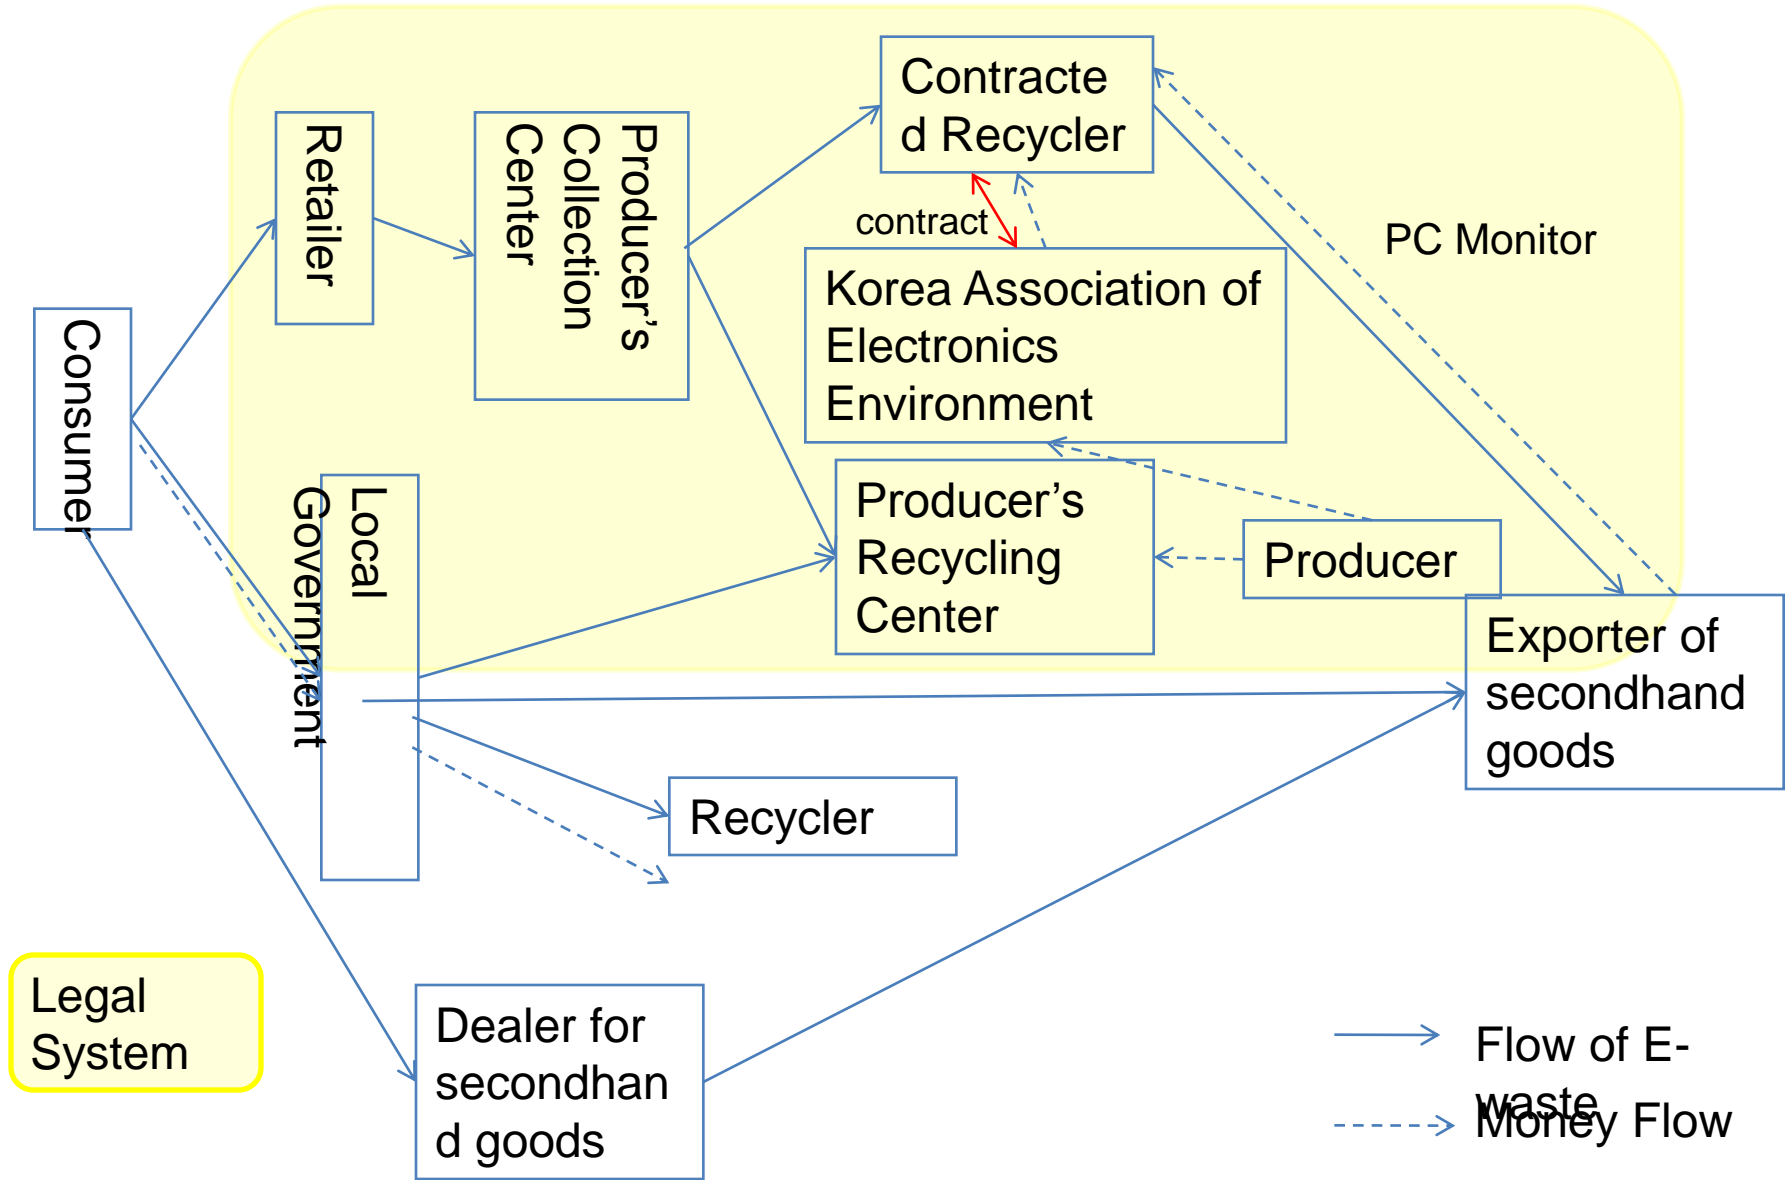 Contracte
d Recycler
Retailer
Producer’s
Collection
Center
contract
PC Monitor
Korea Association of
Electronics
Environment
Consumer
Local
Government
Producer’s
Recycling
Center
Producer
Exporter of
secondhand
goods
Recycler
Legal
System
Dealer for
secondhan
d goods
Flow of E-
waste
Money Flow